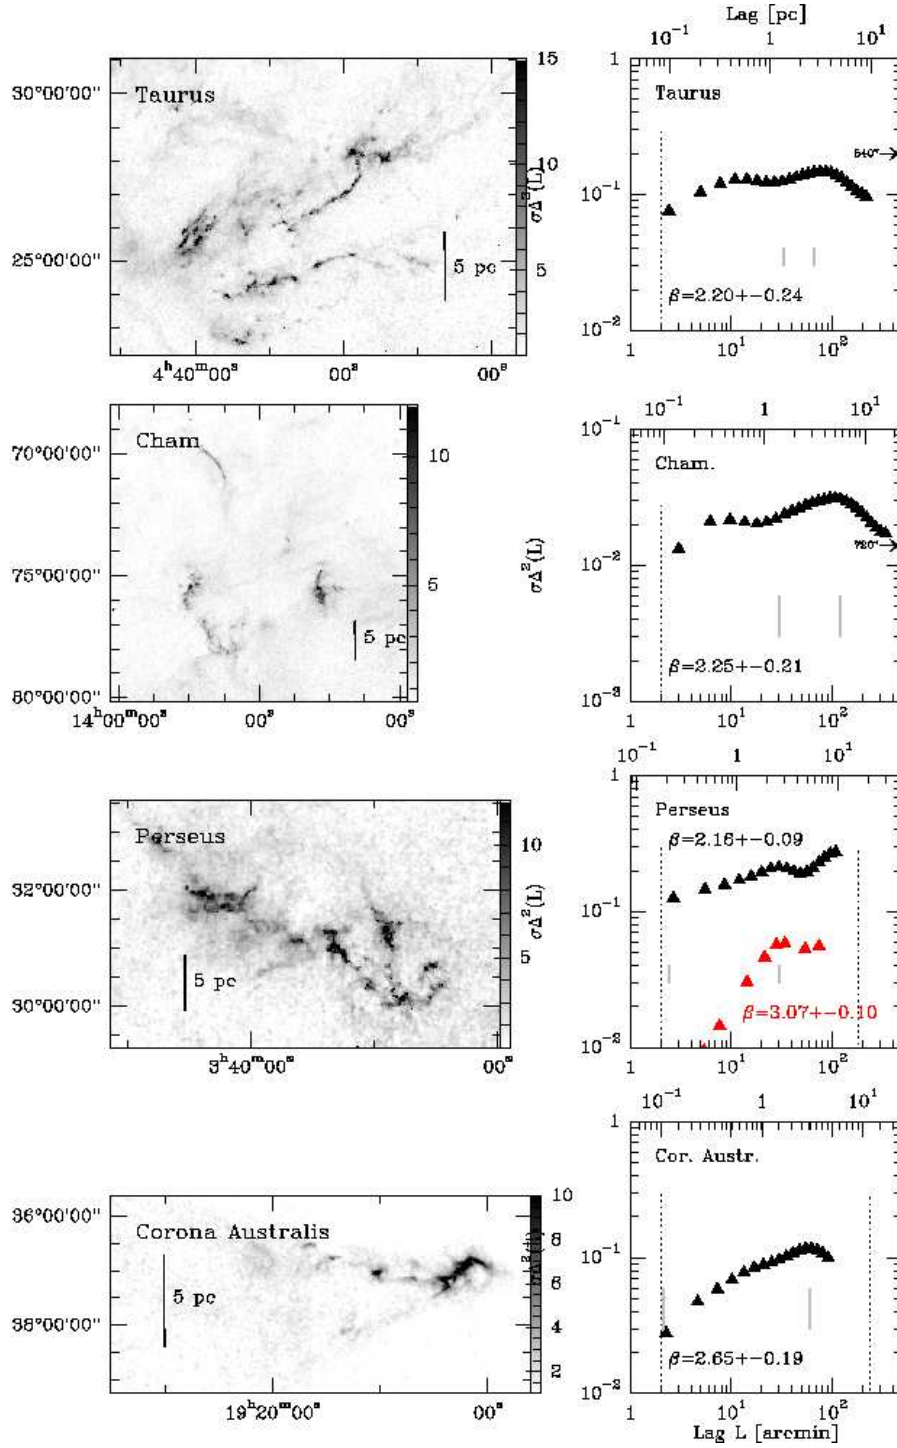 Lag [pc]
10⁻¹ 1 10
Taurus
30°00'00"
25°00'00"
5 pc
15
10
5
σΔ²(L)
4ʰ40ᵐ00ˢ 00ˢ 00ˢ
Taurus
1
10⁻¹
10⁻²
540"
β=2.20+-0.24
1 10¹ 10²
10⁻¹ 1 10
Cham
70°00'00"
75°00'00"
80°00'00"
5 pc
10
5
14ʰ00ᵐ00ˢ 00ˢ 00ˢ
Cham.
10⁻¹
10⁻²
10⁻³
σΔ²(L)
720"
β=2.25+-0.21
1 10¹ 10²
10⁻¹ 1 10
Perseus
32°00'00"
30°00'00"
5 pc
10
5
σΔ²(L)
3ʰ40ᵐ00ˢ 00ˢ
Perseus
β=2.16+-0.09
β=3.07+-0.10
1
10⁻¹
10⁻²
1 10¹ 10²
10⁻¹ 1 10
Corona Australis
36°00'00"
38°00'00"
5 pc
10
8
6
4
2
19ʰ20ᵐ00ˢ 00ˢ
Cor. Austr.
1
10⁻¹
10⁻²
β=2.65+-0.19
1 10¹ 10²
Lag L [arcmin]